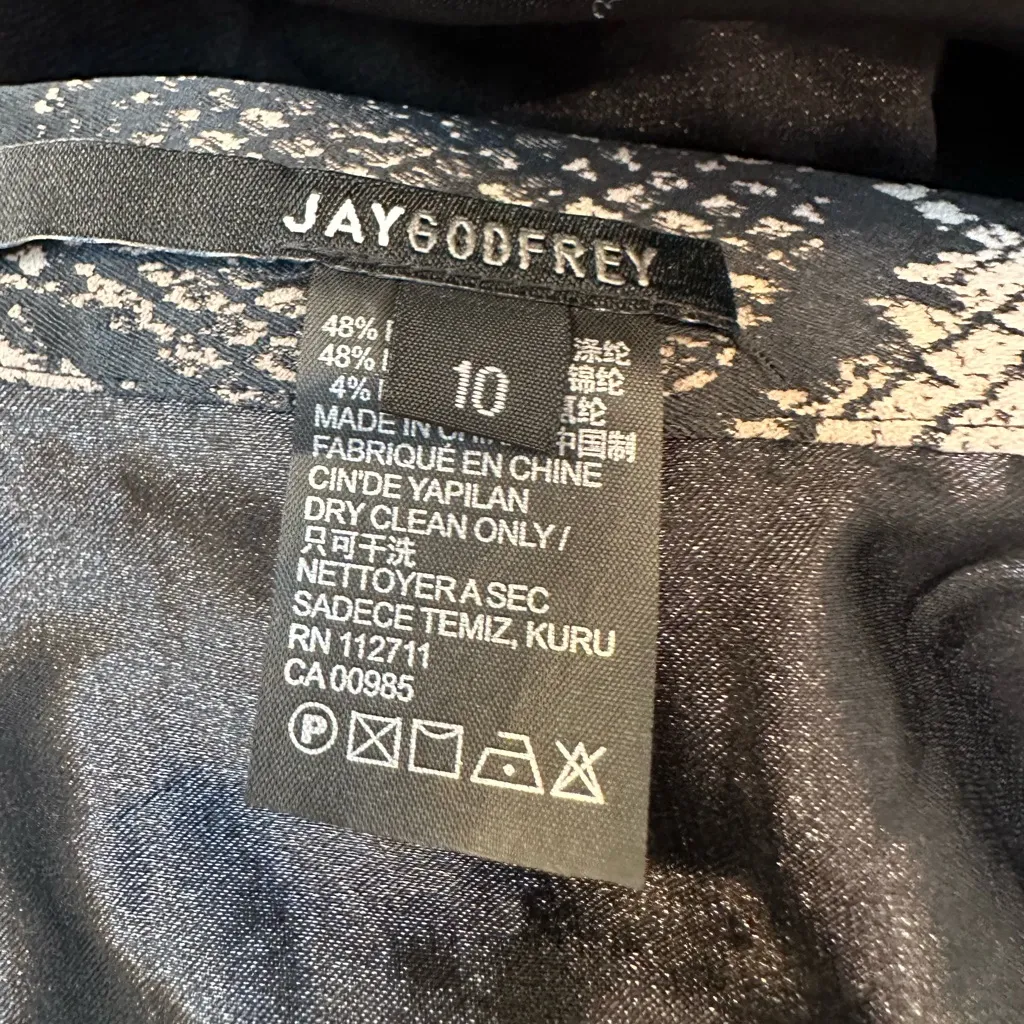 JAYGODFREY
10
48% 涤纶
48% 锦纶
4% 纶
MADE IN 中国制
FABRIQUÉ EN CHINE
CIN'DE YAPILAN
DRY CLEAN ONLY /
只可干洗
NETTOYER A SEC
SADECE TEMIZ, KURU
RN 112711
CA 00985
P